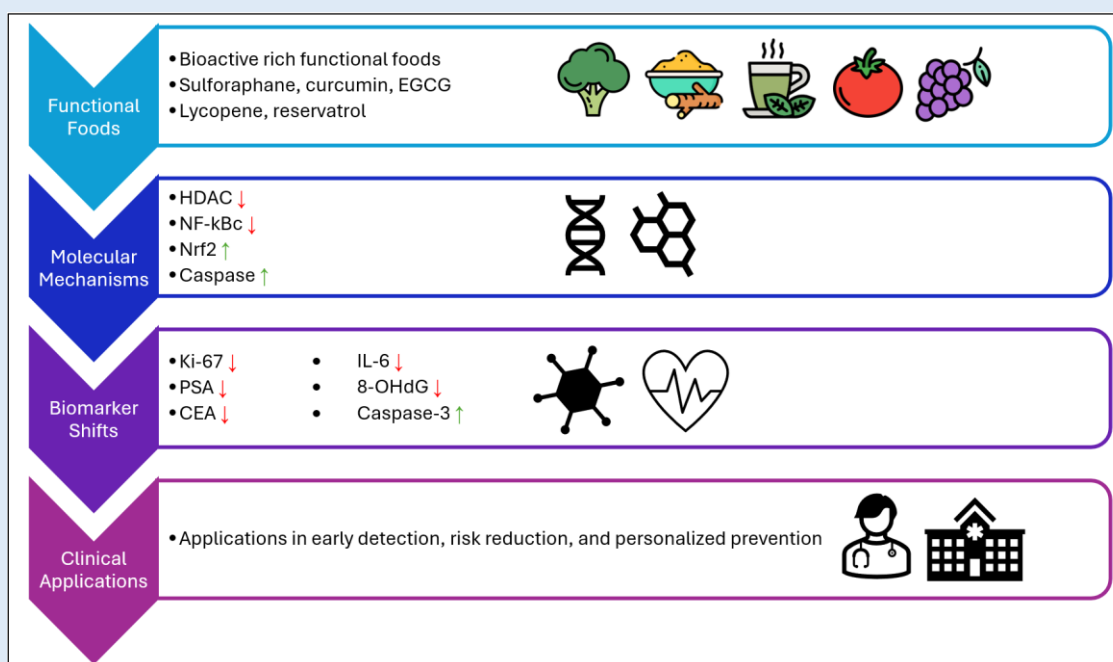 Functional
Foods
• Bioactive rich functional foods
• Sulforaphane, curcumin, EGCG
• Lycopene, reservatrol
Molecular
Mechanisms
• HDAC ↓
• NF-kBc ↓
• Nrf2 ↑
• Caspase ↑
Biomarker
Shifts
• Ki-67 ↓
• PSA ↓
• CEA ↓
• IL-6 ↓
• 8-OHdG ↓
• Caspase-3 ↑
Clinical
Applications
• Applications in early detection, risk reduction, and personalized prevention